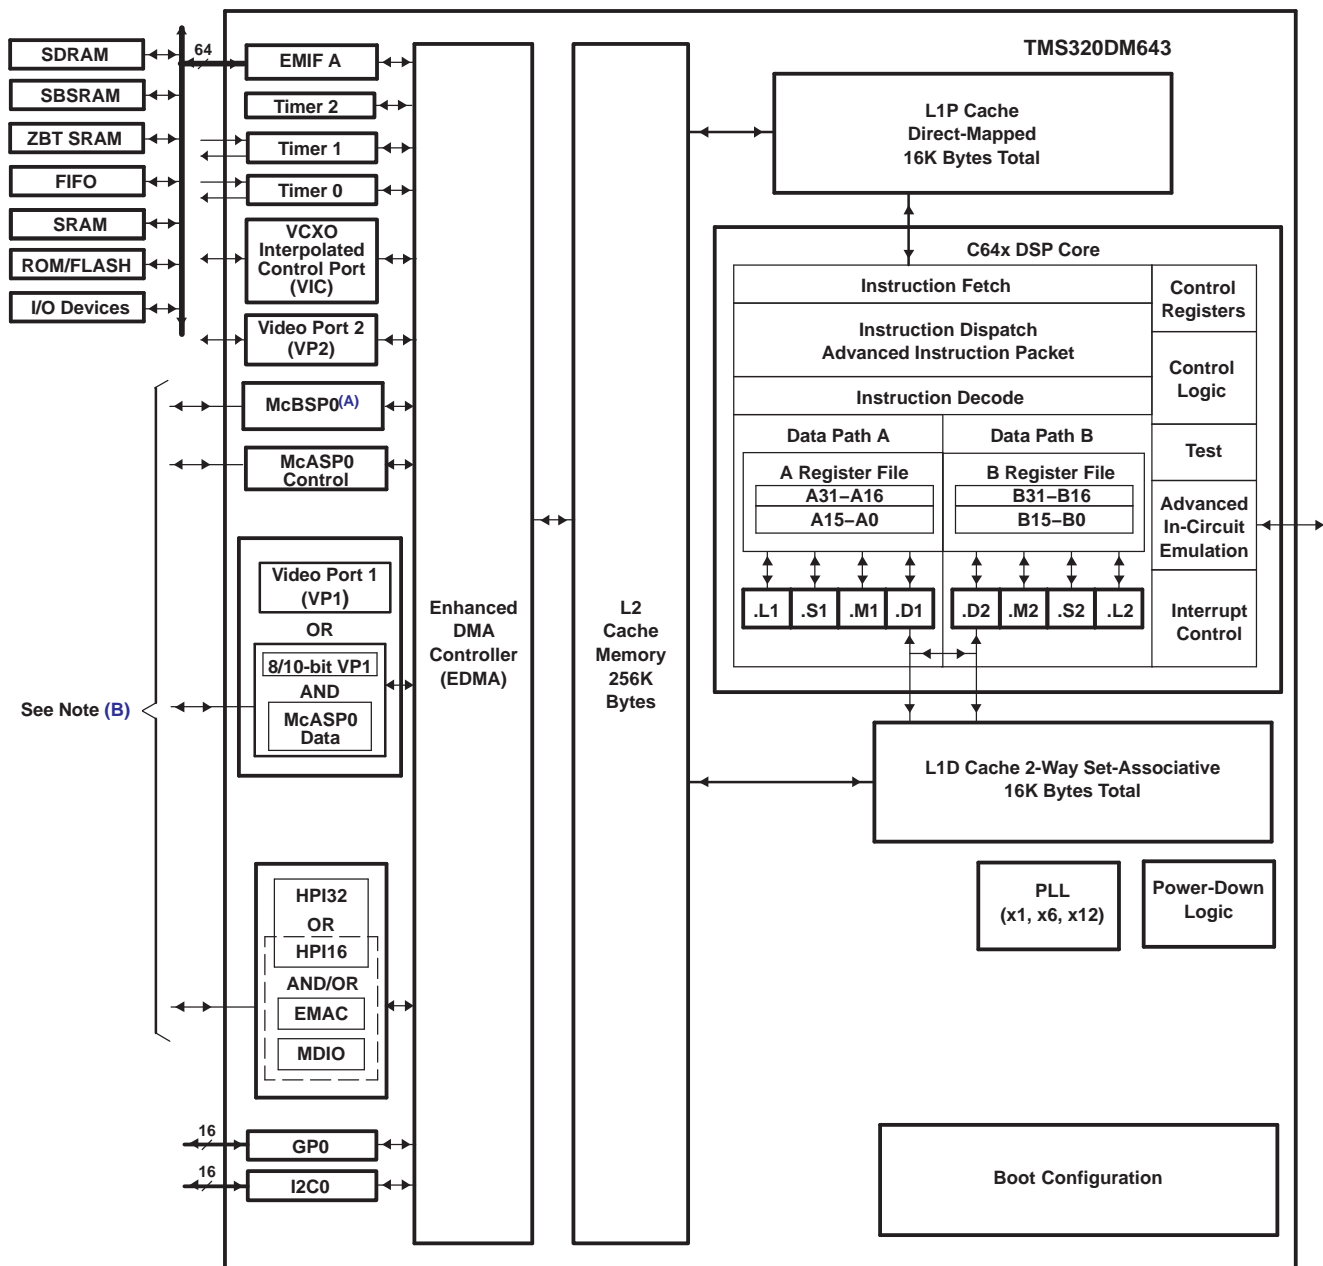 TMS320DM643
SDRAM
SBSRAM
ZBT SRAM
FIFO
SRAM
ROM/FLASH
I/O Devices
64
EMIF A
Timer 2
Timer 1
Timer 0
VCXO
Interpolated
Control Port
(VIC)
Video Port 2
(VP2)
McBSP0(A)
McASP0
Control
Video Port 1
(VP1)
OR
8/10-bit VP1
AND
McASP0
Data
See Note (B)
HPI32
OR
HPI16
AND/OR
EMAC
MDIO
16
GP0
16
I2C0
Enhanced
DMA
Controller
(EDMA)
L2
Cache
Memory
256K
Bytes
L1P Cache
Direct-Mapped
16K Bytes Total
C64x DSP Core
Instruction Fetch
Instruction Dispatch
Advanced Instruction Packet
Instruction Decode
Data Path A
Data Path B
A Register File
A31–A16
A15–A0
B Register File
B31–B16
B15–B0
.L1
.S1
.M1
.D1
.D2
.M2
.S2
.L2
Control
Registers
Control
Logic
Test
Advanced
In-Circuit
Emulation
Interrupt
Control
L1D Cache 2-Way Set-Associative
16K Bytes Total
PLL
(x1, x6, x12)
Power-Down
Logic
Boot Configuration